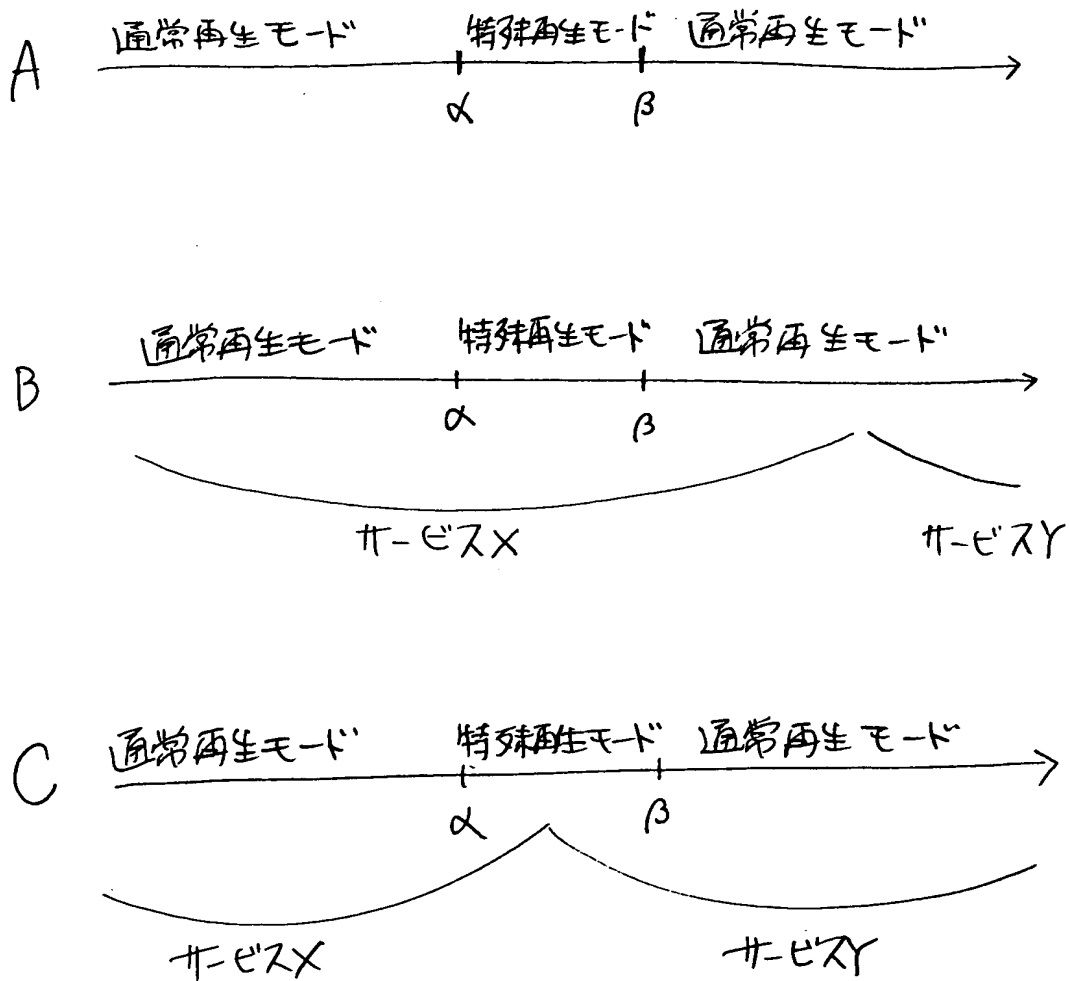 A 通常再生モード 特殊再生モード 通常再生モード
α β
B 通常再生モード 特殊再生モード 通常再生モード
α β
サービスX サービスY
C 通常再生モード 特殊再生モード 通常再生モード
α β
サービスX サービスY